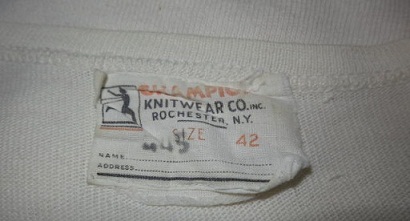 CHAMPION
KNITWEAR CO. INC.
ROCHESTER, N.Y.
SIZE 42
NAME
ADDRESS